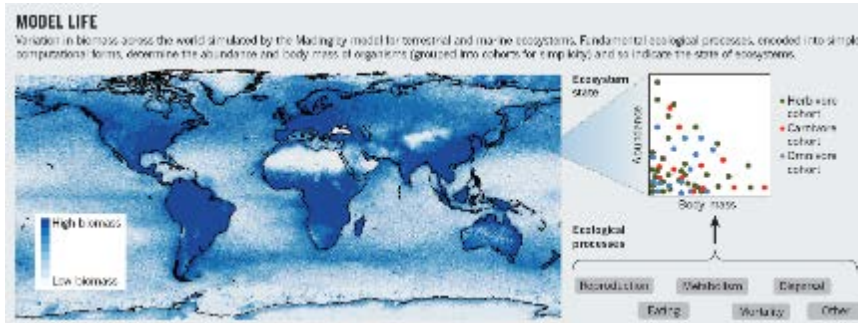 MODEL LIFE
Variation in biomass across the world simulated by the Madingley model for terrestrial and marine ecosystems. Fundamental ecological processes, encoded into simple
computational forms, determine the abundance and body mass of organisms (grouped into cohorts for simplicity) and so indicate the state of ecosystems.
Ecosystem
state
Abundance
Body mass
Herbivore
cohort
Carnivore
cohort
Omnivore
cohort
High biomass
Low biomass
Ecological
processes
Reproduction
Metabolism
Dispersal
Eating
Mortality
Other